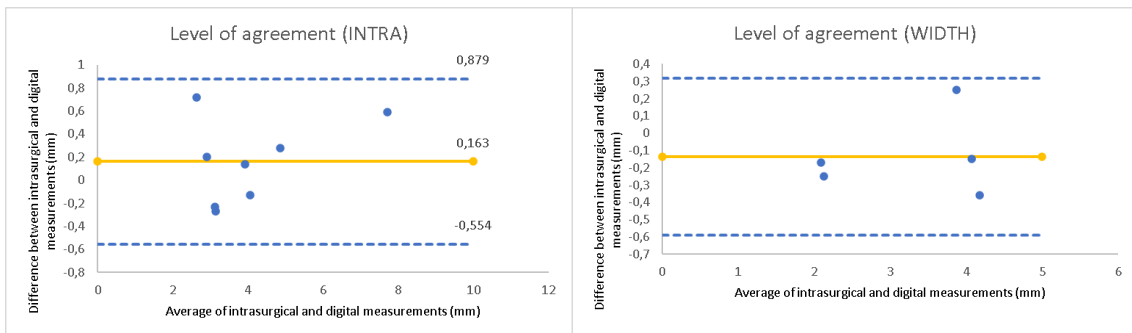 Level of agreement (INTRA)
Difference between intrasurgical and digital
measurements (mm)
1
0,8
0,6
0,4
0,2
0
-0,2
-0,4
-0,6
-0,8
0,879
0,163
-0,554
0 2 4 6 8 10 12
Average of intrasurgical and digital measurements (mm)
Level of agreement (WIDTH)
Difference between intrasurgical and digital
measurements (mm)
0,4
0,3
0,2
0,1
0
-0,1
-0,2
-0,3
-0,4
-0,5
-0,6
-0,7
0 1 2 3 4 5 6
Average of intrasurgical and digital measurements (mm)